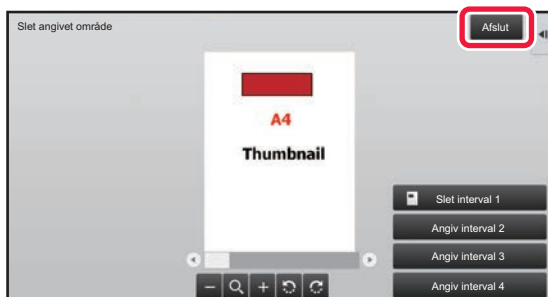 Slet angivet område
Afslut
A4
Thumbnail
Slet interval 1
Angiv interval 2
Angiv interval 3
Angiv interval 4